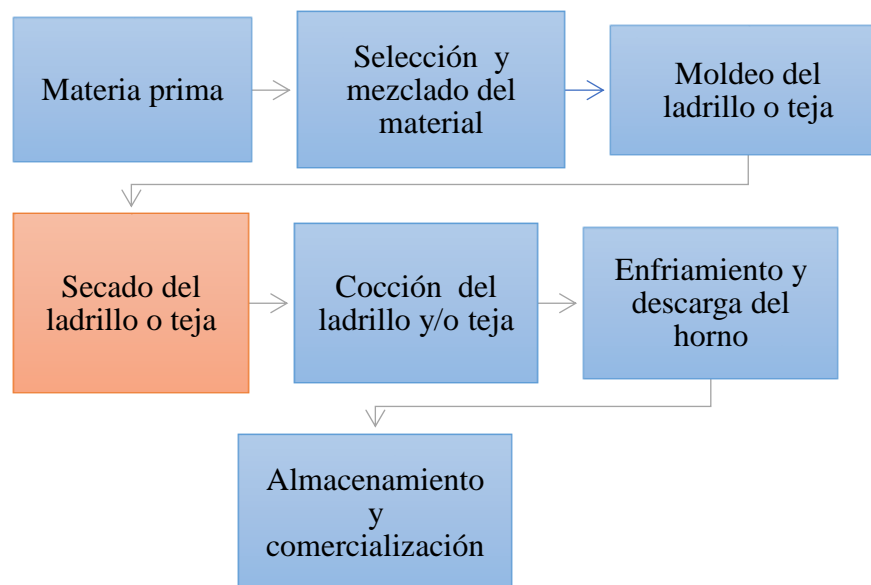 Materia prima
Selección y
mezclado del
material
Moldeo del
ladrillo o teja
Secado del
ladrillo o teja
Cocción del
ladrillo y/o teja
Enfriamiento y
descarga del
horno
Almacenamiento
y
comercialización